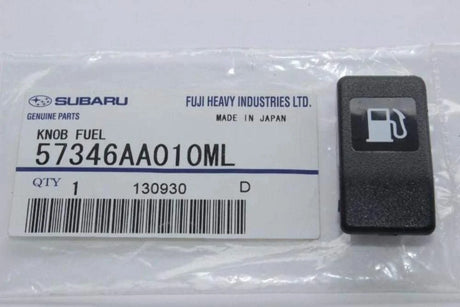 SUBARU
FUJI HEAVY INDUSTRIES LTD.
GENUINE PARTS
MADE IN JAPAN
KNOB FUEL
57346AA010ML
QTY 1 130930 D